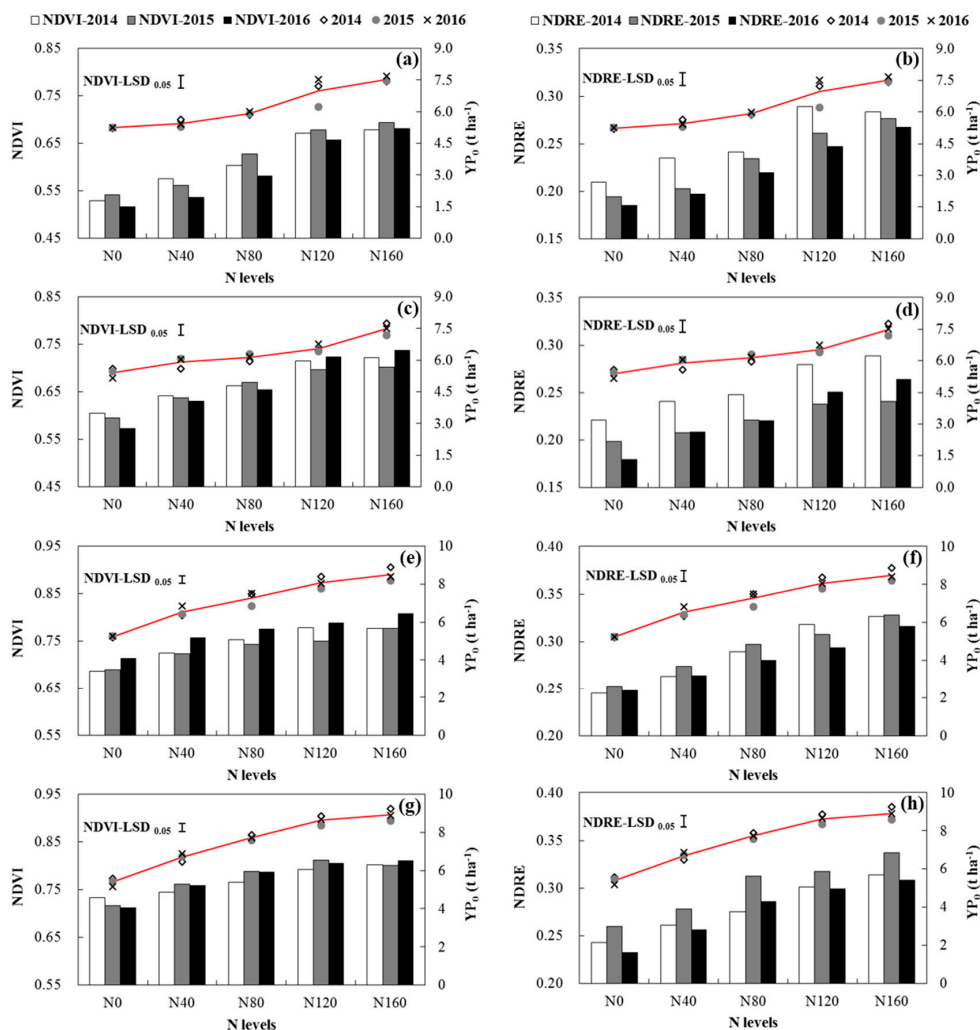 NDVI-2014 NDVI-2015 NDVI-2016 2014 2015 2016
NDRE-2014 NDRE-2015 NDRE-2016 2014 2015 2016
(a)
NDVI-LSD 0.05
NDVI
0.85
0.75
0.65
0.55
0.45
YP₀ (t ha⁻¹)
9.0
7.5
6.0
4.5
3.0
1.5
0.0
N0 N40 N80 N120 N160
N levels
(b)
NDRE-LSD 0.05
NDRE
0.35
0.30
0.25
0.20
0.15
YP₀ (t ha⁻¹)
9.0
7.5
6.0
4.5
3.0
1.5
0.0
N0 N40 N80 N120 N160
N levels
(c)
NDVI-LSD 0.05
NDVI
0.85
0.75
0.65
0.55
0.45
YP₀ (t ha⁻¹)
9.0
7.5
6.0
4.5
3.0
1.5
0.0
N0 N40 N80 N120 N160
N levels
(d)
NDRE-LSD 0.05
NDRE
0.35
0.30
0.25
0.20
0.15
YP₀ (t ha⁻¹)
9.0
7.5
6.0
4.5
3.0
1.5
0.0
N0 N40 N80 N120 N160
N levels
(e)
NDVI-LSD 0.05
NDVI
0.95
0.85
0.75
0.65
0.55
YP₀ (t ha⁻¹)
10
8
6
4
2
0
N0 N40 N80 N120 N160
N levels
(f)
NDRE-LSD 0.05
NDRE
0.40
0.35
0.30
0.25
0.20
YP₀ (t ha⁻¹)
10
8
6
4
2
0
N0 N40 N80 N120 N160
N levels
(g)
NDVI-LSD 0.05
NDVI
0.95
0.85
0.75
0.65
0.55
YP₀ (t ha⁻¹)
10
8
6
4
2
0
N0 N40 N80 N120 N160
N levels
(h)
NDRE-LSD 0.05
NDRE
0.40
0.35
0.30
0.25
0.20
YP₀ (t ha⁻¹)
10
8
6
4
2
0
N0 N40 N80 N120 N160
N levels